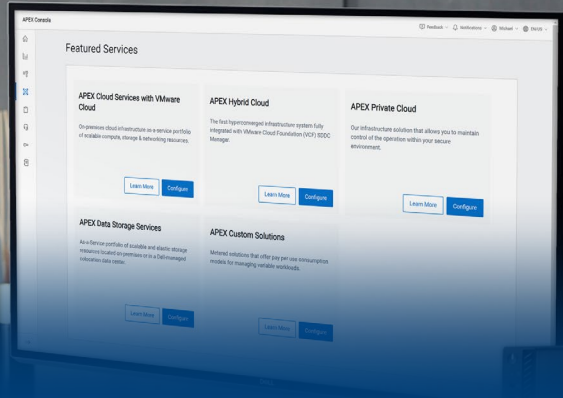 APEX Console
Feedback
Notifications
Michael
EN/US
Featured Services
APEX Cloud Services with VMware
Cloud
On-premises cloud infrastructure as-a-service portfolio
of scalable compute, storage & networking resources.
Learn More
Configure
APEX Hybrid Cloud
The first hyperconverged infrastructure system fully
integrated with VMware Cloud Foundation (VCF) SDDC
Manager.
Learn More
Configure
APEX Private Cloud
Our infrastructure solution that allows you to maintain
control of the operation within your secure
environment.
Learn More
Configure
APEX Data Storage Services
As-a-Service portfolio of scalable and elastic storage
resources located on-premises or in a Dell-managed
colocation data center.
Learn More
Configure
APEX Custom Solutions
Metered solutions that offer pay per use consumption
models for managing variable workloads.
Learn More
Configure